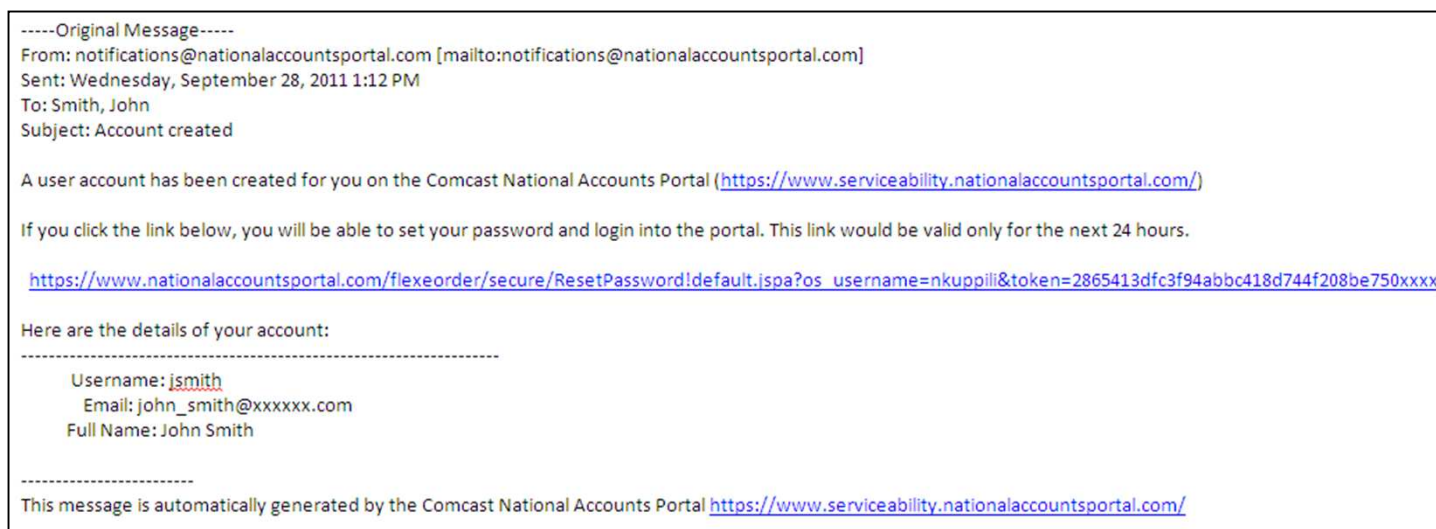 -----Original Message-----
From: notifications@nationalaccountsportal.com [mailto:notifications@nationalaccountsportal.com]
Sent: Wednesday, September 28, 2011 1:12 PM
To: Smith, John
Subject: Account created
A user account has been created for you on the Comcast National Accounts Portal (https://www.serviceability.nationalaccountsportal.com/)
If you click the link below, you will be able to set your password and login into the portal. This link would be valid only for the next 24 hours.
https://www.nationalaccountsportal.com/flexeorder/secure/ResetPassword!default.jspa?os_username=nkuppili&token=2865413dfc3f94abbc418d744f208be750xxxx
Here are the details of your account:
--------------------------------------------------------------------
Username: jsmith
Email: john_smith@xxxxxx.com
Full Name: John Smith
-------------------------
This message is automatically generated by the Comcast National Accounts Portal https://www.serviceability.nationalaccountsportal.com/